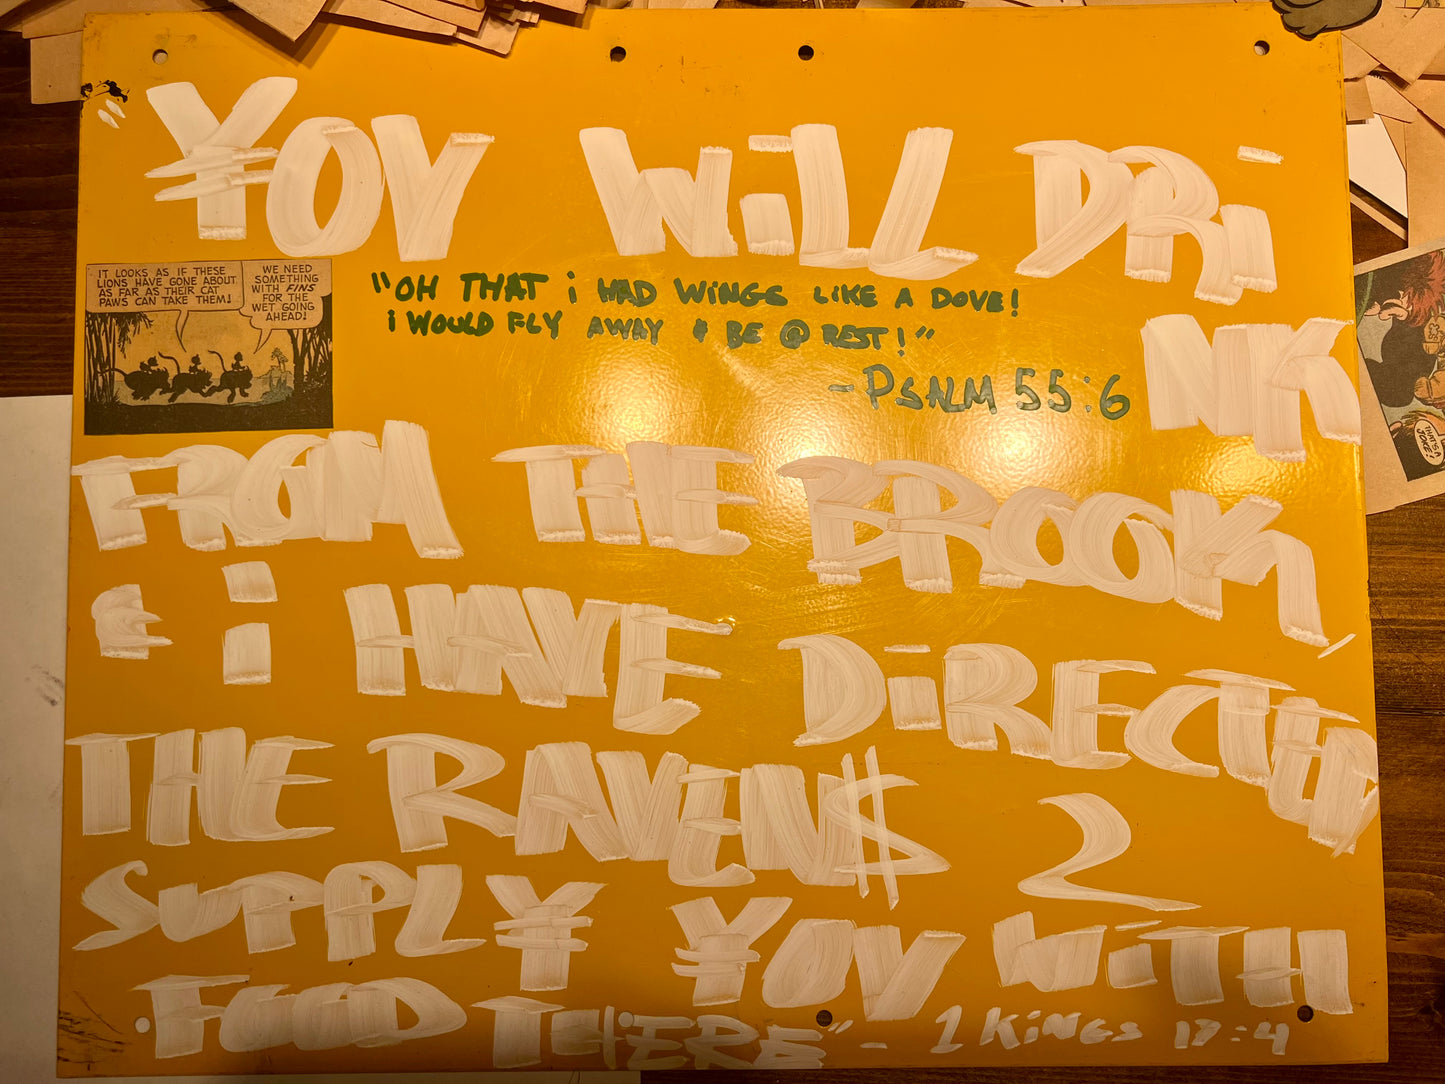 "¥OV WiLL DRi
IT LOOKS AS IF THESE
LIONS HAVE GONE ABOUT
AS FAR AS THEIR CAT
PAWS CAN TAKE THEM!
WE NEED
SOMETHING
WITH FINS
FOR THE
WET GOING
AHEAD!
"OH THAT i HAD WiNGS LiKE A DOVE!
i WOULD FLY AWAY & BE @ REST!"
-PSALM 55:6
NK
FROM THE BROOK,
& i HAVE DiRECTED
THE RAVEN$ 2
SUPPL¥ ¥OV WiTH
FOOD THERE" - 1 KiNGS 17:4
THAT'S A
JOKE!